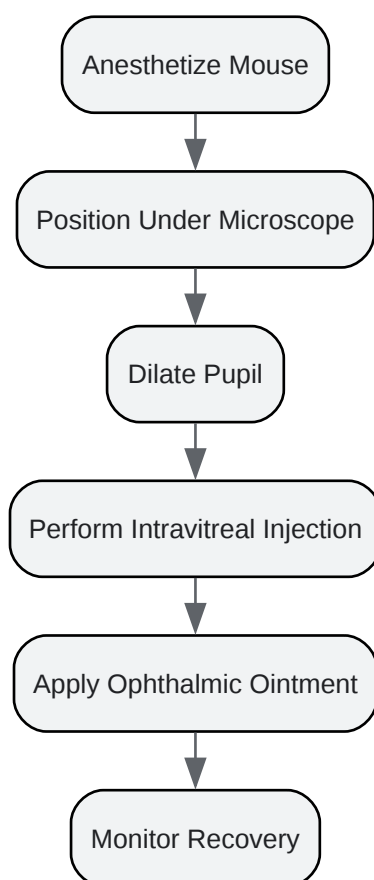 Anesthetize Mouse
Position Under Microscope
Dilate Pupil
Perform Intravitreal Injection
Apply Ophthalmic Ointment
Monitor Recovery